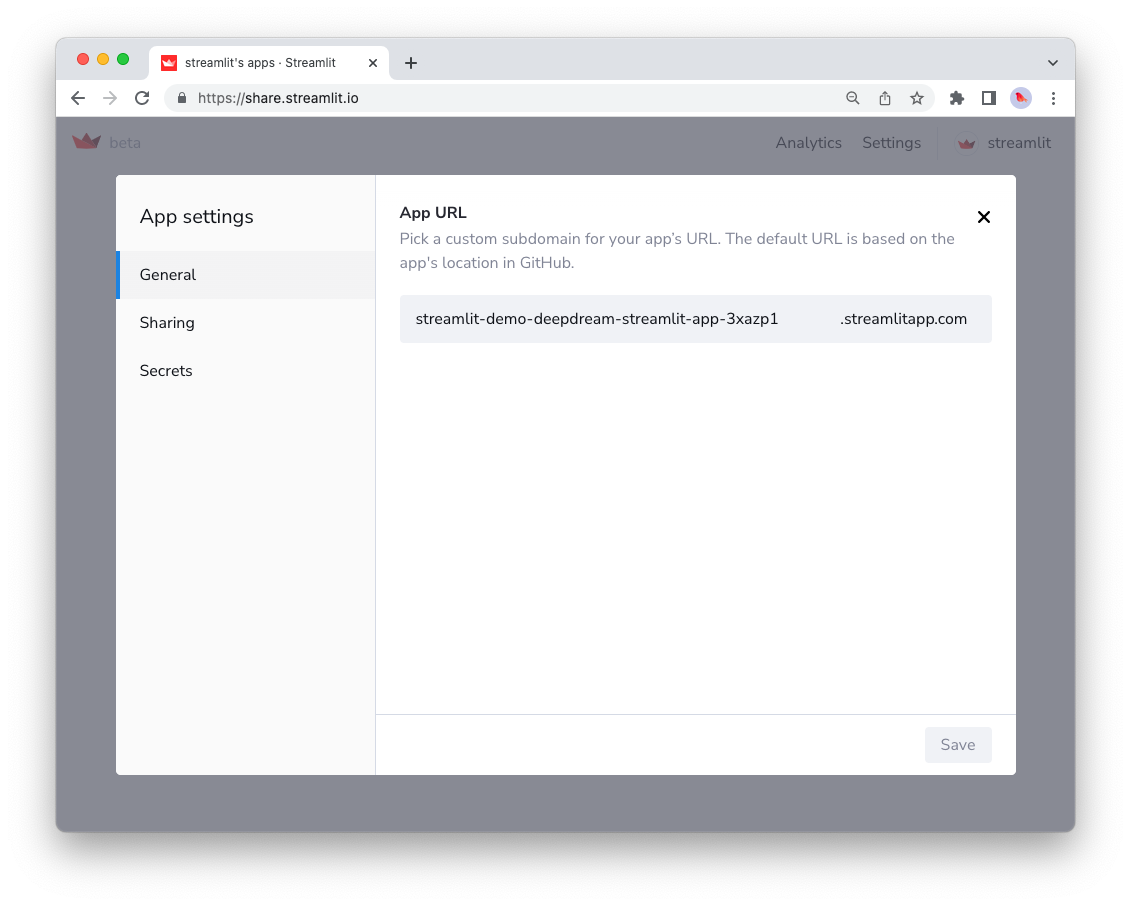 streamlit's apps · Streamlit
https://share.streamlit.io
beta
Analytics
Settings
streamlit
App settings
General
Sharing
Secrets
App URL
Pick a custom subdomain for your app’s URL. The default URL is based on the
app's location in GitHub.
streamlit-demo-deepdream-streamlit-app-3xazp1 .streamlitapp.com
Save